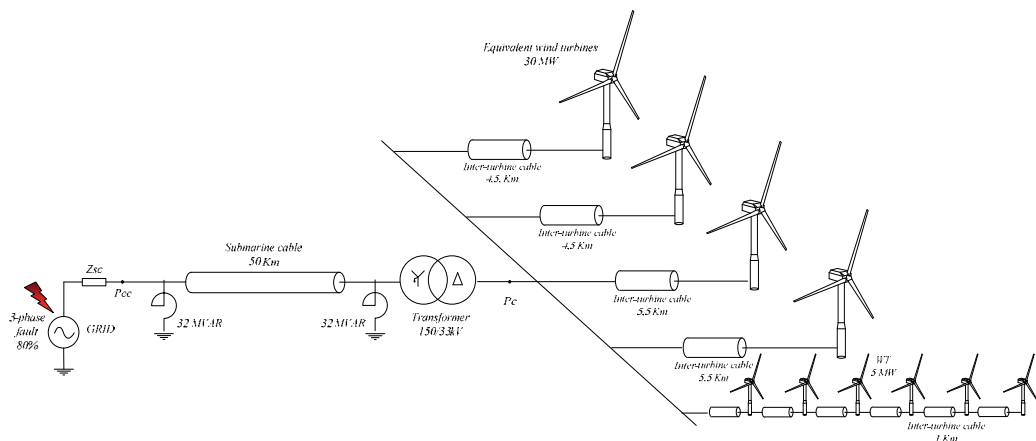 Equivalent wind turbines
30 MW
Inter-turbine cable
4.5. Km
Inter-turbine cable
4.5 Km
Submarine cable
50 Km
Zsc
Pcc
3-phase
fault
80%
GRID
32 MVAR
32 MVAR
Transformer
150/33kV
Pc
Inter-turbine cable
5.5 Km
Inter-turbine cable
5.5 Km
WT
5 MW
Inter-turbine cable
1 Km